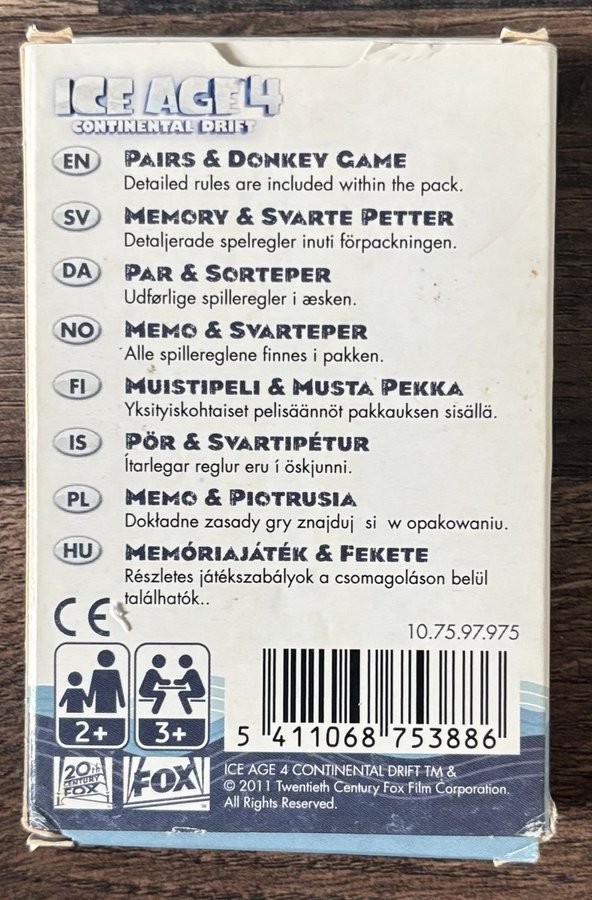 ICE AGE 4
CONTINENTAL DRIFT
EN PAIRS & DONKEY GAME
Detailed rules are included within the pack.
SV MEMORY & SVARTE PETTER
Detaljerade spelregler inuti förpackningen.
DA PAR & SORTEPER
Udførlige spilleregler i æsken.
NO MEMO & SVARTEPER
Alle spillereglene finnes i pakken.
FI MUISTIPELI & MUSTA PEKKA
Yksityiskohtaiset pelisäännöt pakkauksen sisällä.
IS PÖR & SVARTIPÉTUR
Ítarlegar reglur eru í öskjunni.
PL MEMO & PIOTRUSIA
Dokładne zasady gry znajduj si w opakowaniu.
HU MEMÓRIAJÁTÉK & FEKETE
Részletes játékszabályok a csomagoláson belül
találhatók..
CE
10.75.97.975
2+ 3+
5 411068 753886
20th CENTURY FOX
FOX
ICE AGE 4 CONTINENTAL DRIFT TM &
© 2011 Twentieth Century Fox Film Corporation.
All Rights Reserved.